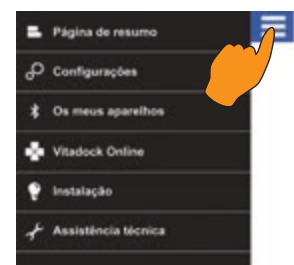 Página de resumo
Configurações
Os meus aparelhos
Vitadock Online
Instalação
Assistência técnica